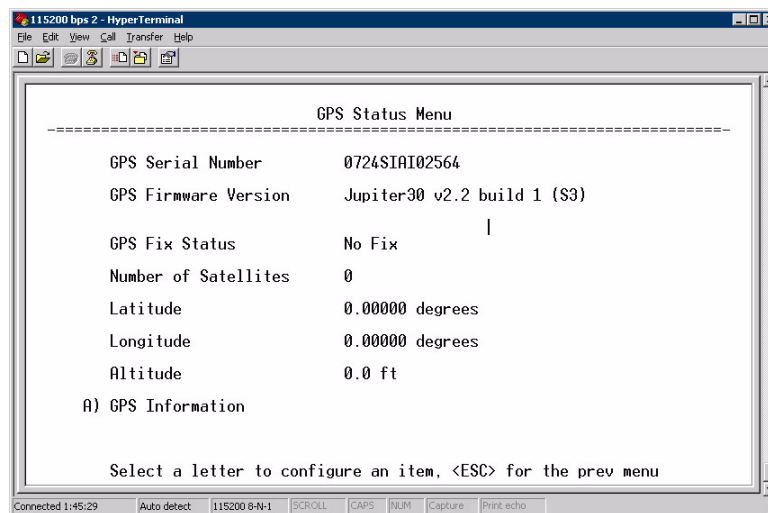 115200 bps 2 - HyperTerminal
File Edit View Call Transfer Help
GPS Status Menu
-==========================================================================-
GPS Serial Number 0724SIAI02564
GPS Firmware Version Jupiter30 v2.2 build 1 (S3)
GPS Fix Status No Fix
Number of Satellites 0
Latitude 0.00000 degrees
Longitude 0.00000 degrees
Altitude 0.0 ft
A) GPS Information
Select a letter to configure an item, <ESC> for the prev menu
Connected 1:45:29 Auto detect 115200 8-N-1 SCROLL CAPS NUM Capture Print echo